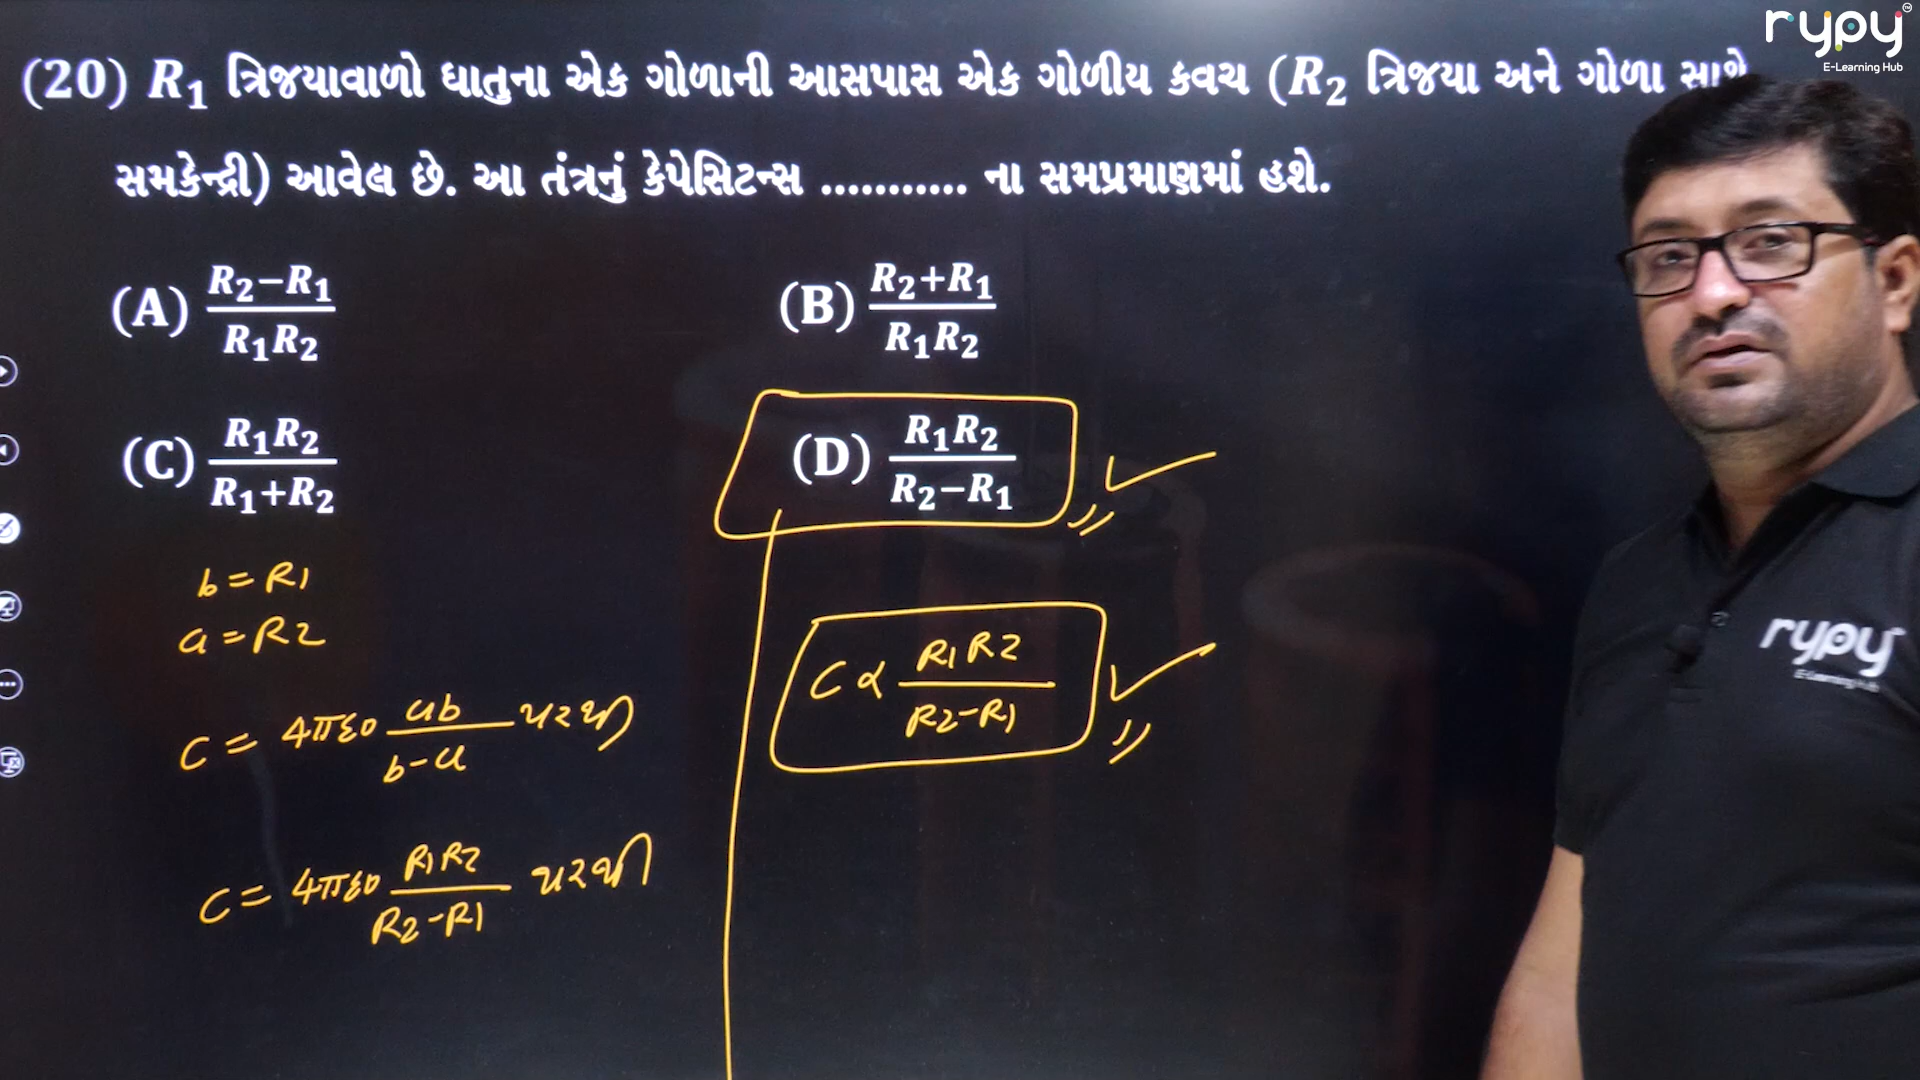 rypy
E-Learning Hub
(20) R₁ ત્રિજ્યાવાળો ધાતુના એક ગોળાની આસપાસ એક ગોળીય કવચ (R₂ ત્રિજ્યા અને ગોળા સાથે
સમકેન્દ્રી) આવેલ છે. આ તંત્રનું કેપેસિટન્સ ........... ના સમપ્રમાણમાં હશે.
(A) (R₂−R₁)/(R₁R₂) (B) (R₂+R₁)/(R₁R₂)
(C) (R₁R₂)/(R₁+R₂) (D) (R₁R₂)/(R₂−R₁)
b = R1
a = R2
C = 4πε0 ab/(b-a) પરથી
C = 4πε0 R1R2/(R2-R1) પરથી
C ∝ R1R2/(R2-R1)
rypy
E-Learning Hub